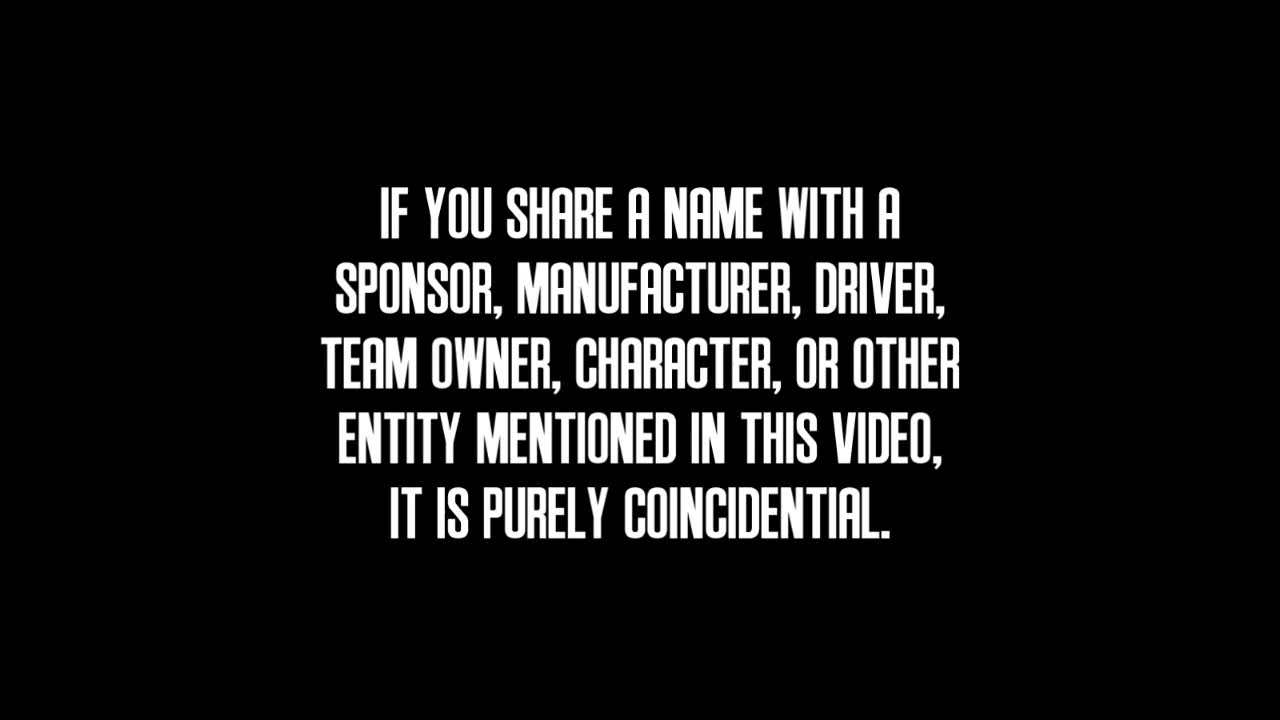 IF YOU SHARE A NAME WITH A
SPONSOR, MANUFACTURER, DRIVER,
TEAM OWNER, CHARACTER, OR OTHER
ENTITY MENTIONED IN THIS VIDEO,
IT IS PURELY COINCIDENTIAL.